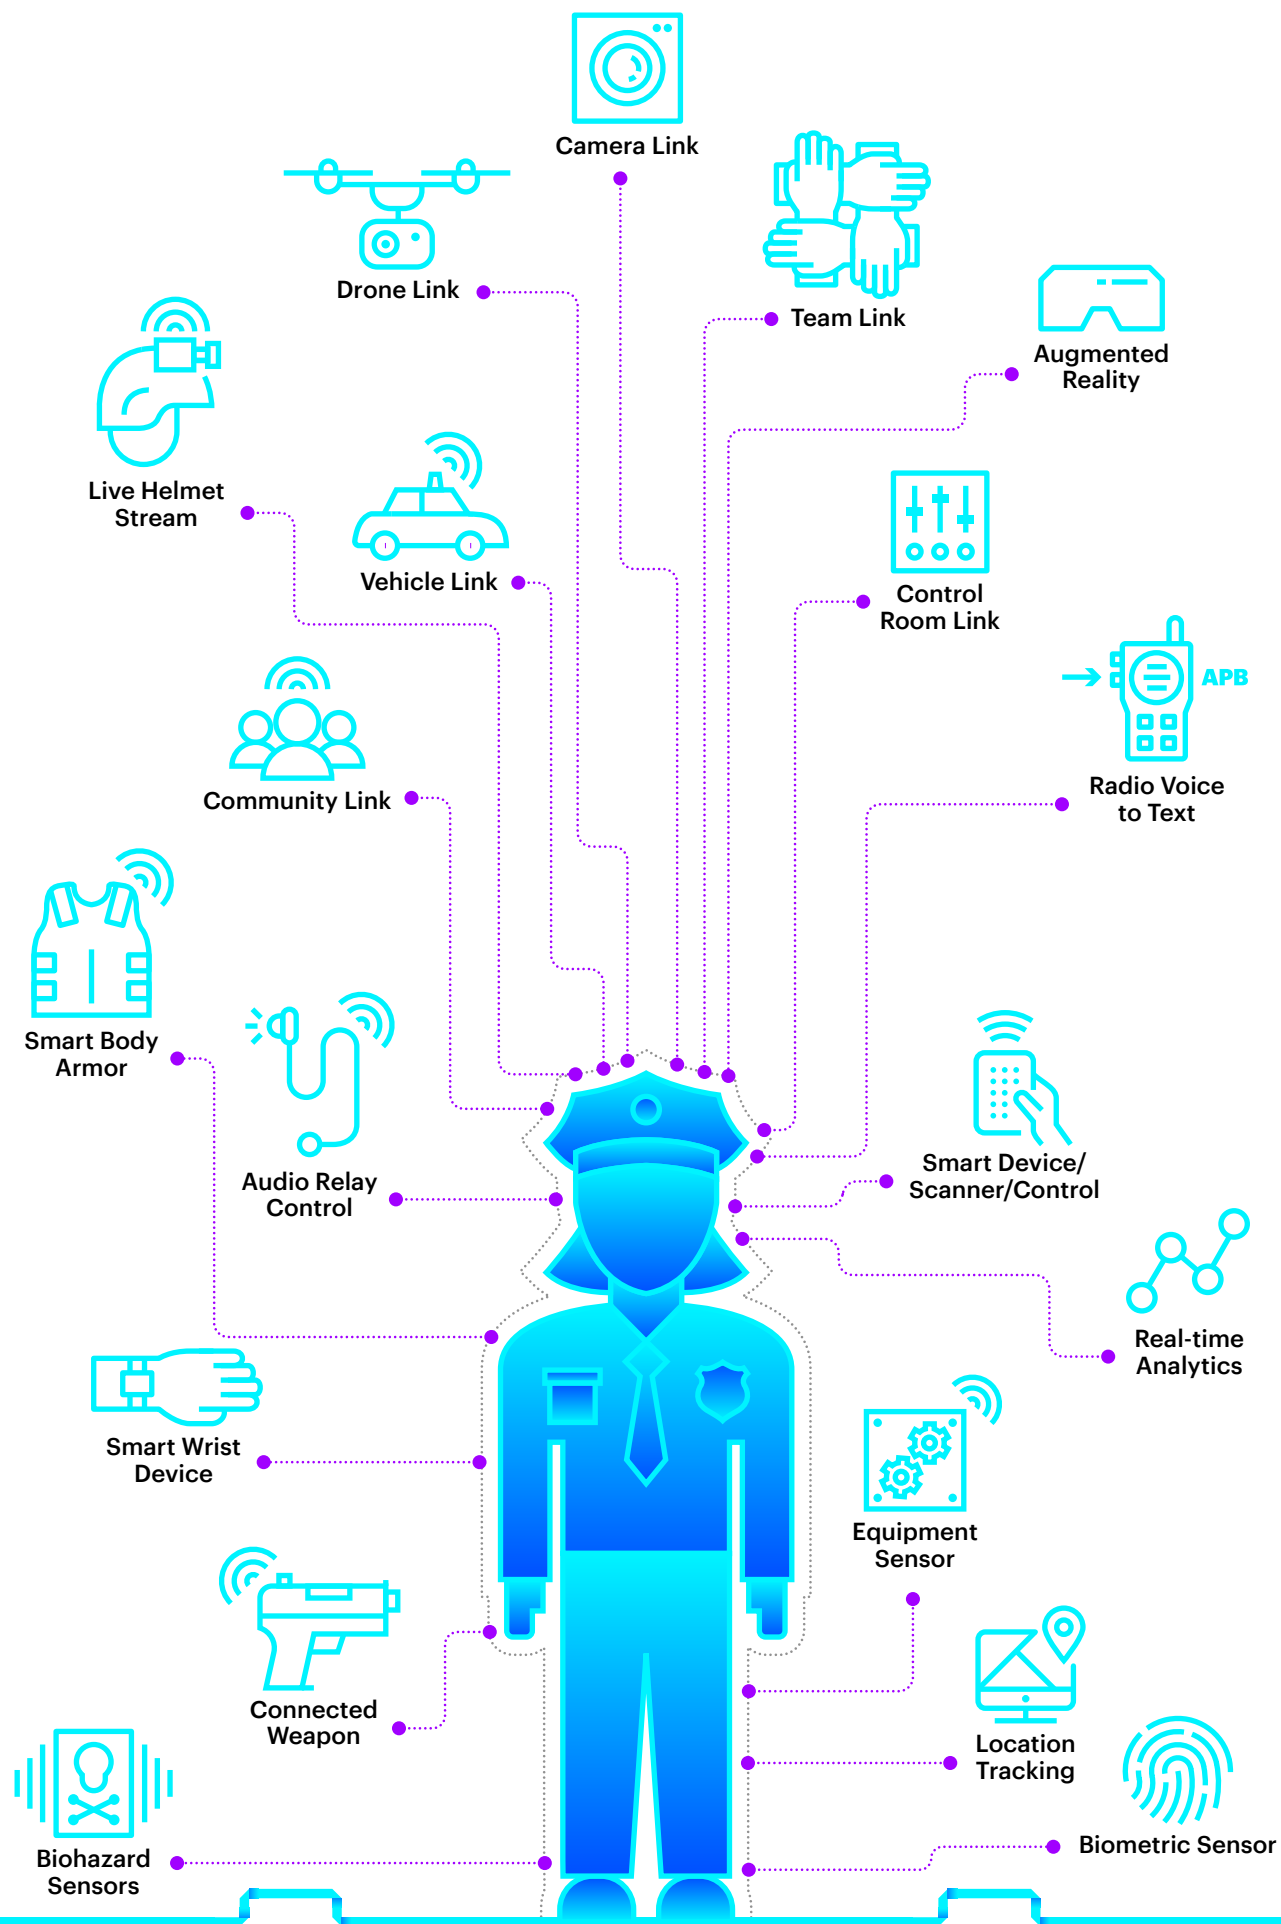 Camera Link
Drone Link
Team Link
Augmented
Reality
Live Helmet
Stream
Vehicle Link
Control
Room Link
APB
Radio Voice
to Text
Community Link
Smart Body
Armor
Audio Relay
Control
Smart Device/
Scanner/Control
Real-time
Analytics
Smart Wrist
Device
Equipment
Sensor
Connected
Weapon
Location
Tracking
Biometric Sensor
Biohazard
Sensors